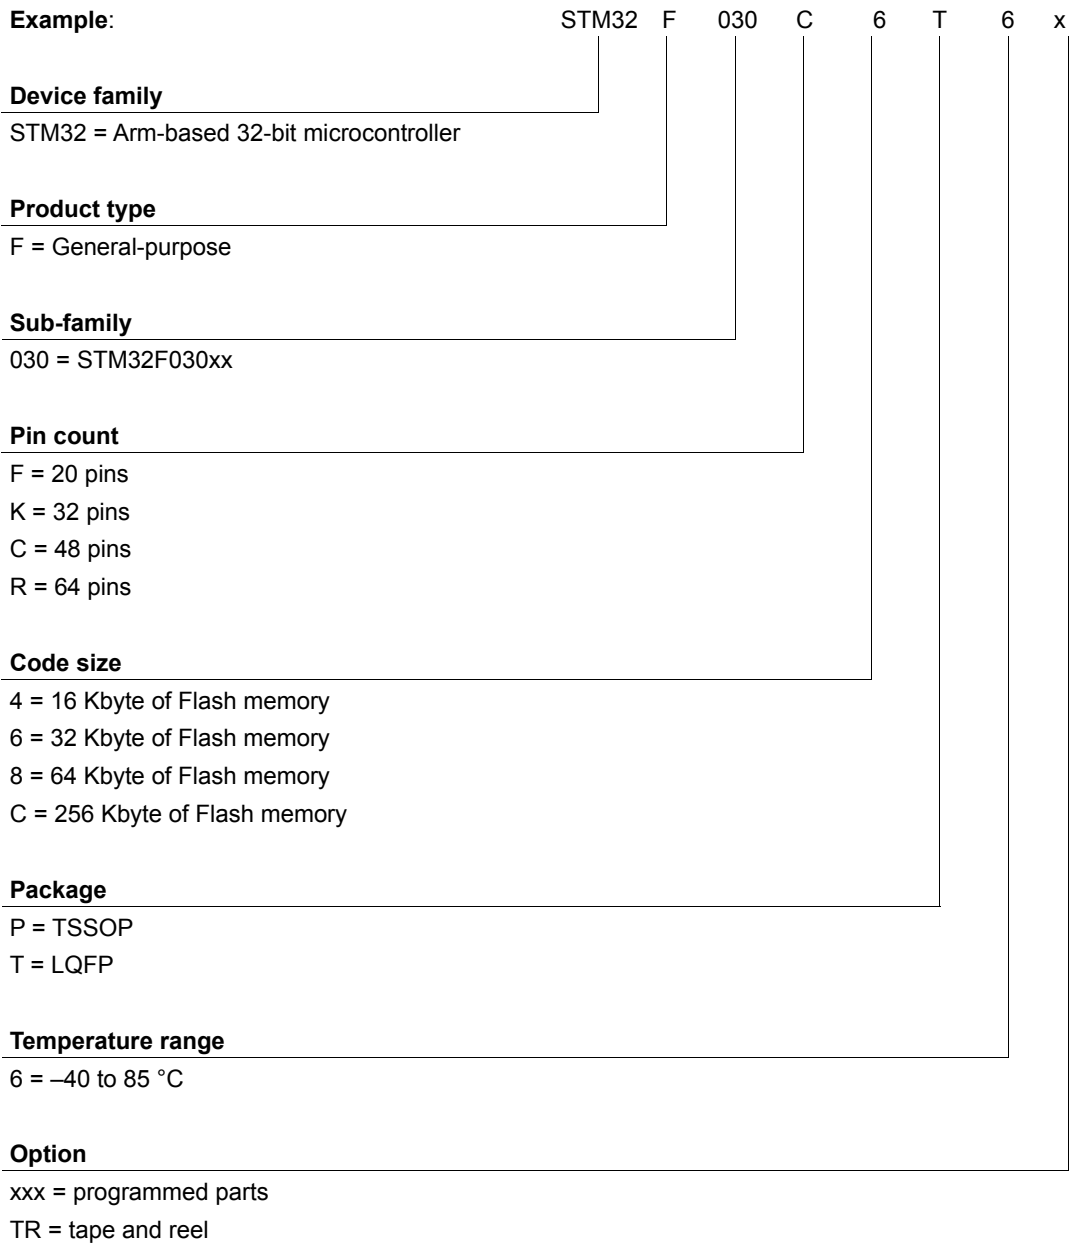 Example: STM32 F 030 C 6 T 6 x
Device family
STM32 = Arm-based 32-bit microcontroller
Product type
F = General-purpose
Sub-family
030 = STM32F030xx
Pin count
F = 20 pins
K = 32 pins
C = 48 pins
R = 64 pins
Code size
4 = 16 Kbyte of Flash memory
6 = 32 Kbyte of Flash memory
8 = 64 Kbyte of Flash memory
C = 256 Kbyte of Flash memory
Package
P = TSSOP
T = LQFP
Temperature range
6 = –40 to 85 °C
Option
xxx = programmed parts
TR = tape and reel